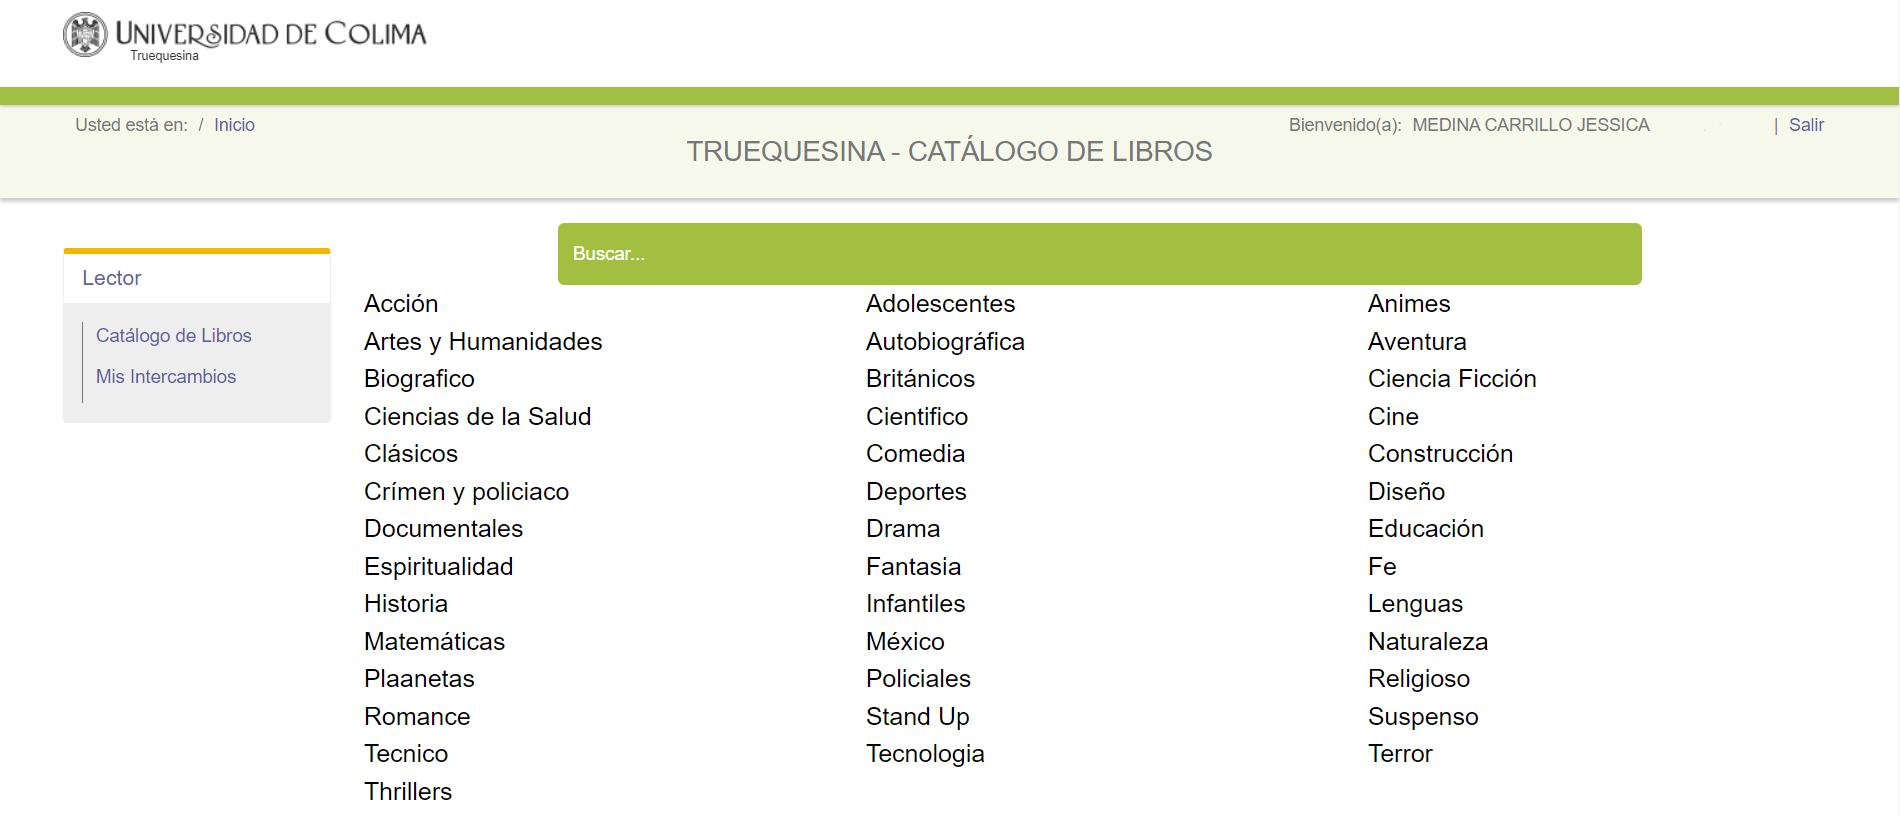 UNIVERSIDAD DE COLIMA
Truequesina
Usted está en: / Inicio
Bienvenido(a): MEDINA CARRILLO JESSICA | Salir
TRUEQUESINA - CATÁLOGO DE LIBROS
Lector
Catálogo de Libros
Mis Intercambios
Buscar...
Acción Adolescentes Animes
Artes y Humanidades Autobiográfica Aventura
Biografico Británicos Ciencia Ficción
Ciencias de la Salud Cientifico Cine
Clásicos Comedia Construcción
Crímen y policiaco Deportes Diseño
Documentales Drama Educación
Espiritualidad Fantasia Fe
Historia Infantiles Lenguas
Matemáticas México Naturaleza
Plaanetas Policiales Religioso
Romance Stand Up Suspenso
Tecnico Tecnologia Terror
Thrillers